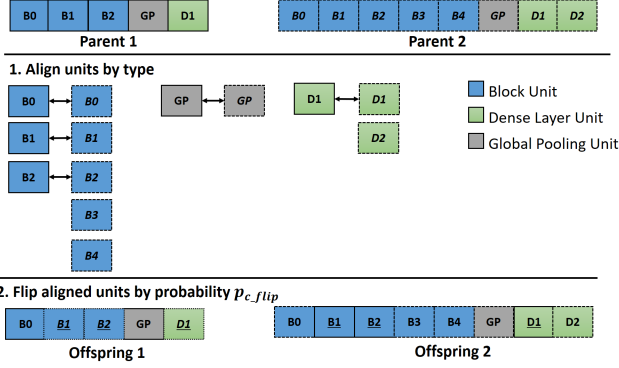 B0 B1 B2 GP D1
B0 B1 B2 B3 B4 GP D1 D2
Parent 1
Parent 2
1. Align units by type
B0 B0
GP GP
D1 D1
B1 B1
D2
B2 B2
B3
B4
Block Unit
Dense Layer Unit
Global Pooling Unit
2. Flip aligned units by probability p_{c_flip}
B0 B1 B2 GP D1
B0 B1 B2 B3 B4 GP D1 D2
Offspring 1
Offspring 2